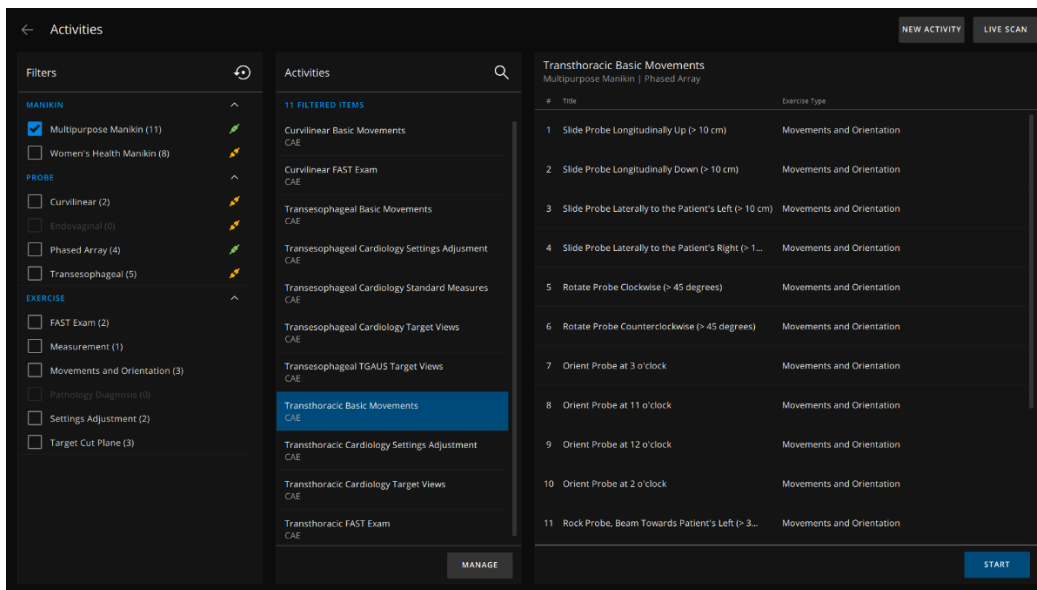 Activities
NEW ACTIVITY
LIVE SCAN
Filters
MANIKIN
Multipurpose Manikin (11)
Women's Health Manikin (8)
PROBE
Curvilinear (2)
Endovaginal (0)
Phased Array (4)
Transesophageal (5)
EXERCISE
FAST Exam (2)
Measurement (1)
Movements and Orientation (3)
Pathology Diagnosis (0)
Settings Adjustment (2)
Target Cut Plane (3)
Activities
11 FILTERED ITEMS
Curvilinear Basic Movements
CAE
Curvilinear FAST Exam
CAE
Transesophageal Basic Movements
CAE
Transesophageal Cardiology Settings Adjusment
CAE
Transesophageal Cardiology Standard Measures
CAE
Transesophageal Cardiology Target Views
CAE
Transesophageal TGAUS Target Views
CAE
Transthoracic Basic Movements
CAE
Transthoracic Cardiology Settings Adjustment
CAE
Transthoracic Cardiology Target Views
CAE
Transthoracic FAST Exam
CAE
MANAGE
Transthoracic Basic Movements
Multipurpose Manikin | Phased Array
# Title Exercise Type
1 Slide Probe Longitudinally Up (> 10 cm) Movements and Orientation
2 Slide Probe Longitudinally Down (> 10 cm) Movements and Orientation
3 Slide Probe Laterally to the Patient's Left (> 10 cm) Movements and Orientation
4 Slide Probe Laterally to the Patient's Right (> 1... Movements and Orientation
5 Rotate Probe Clockwise (> 45 degrees) Movements and Orientation
6 Rotate Probe Counterclockwise (> 45 degrees) Movements and Orientation
7 Orient Probe at 3 o'clock Movements and Orientation
8 Orient Probe at 11 o'clock Movements and Orientation
9 Orient Probe at 12 o'clock Movements and Orientation
10 Orient Probe at 2 o'clock Movements and Orientation
11 Rock Probe, Beam Towards Patient's Left (> 3... Movements and Orientation
START